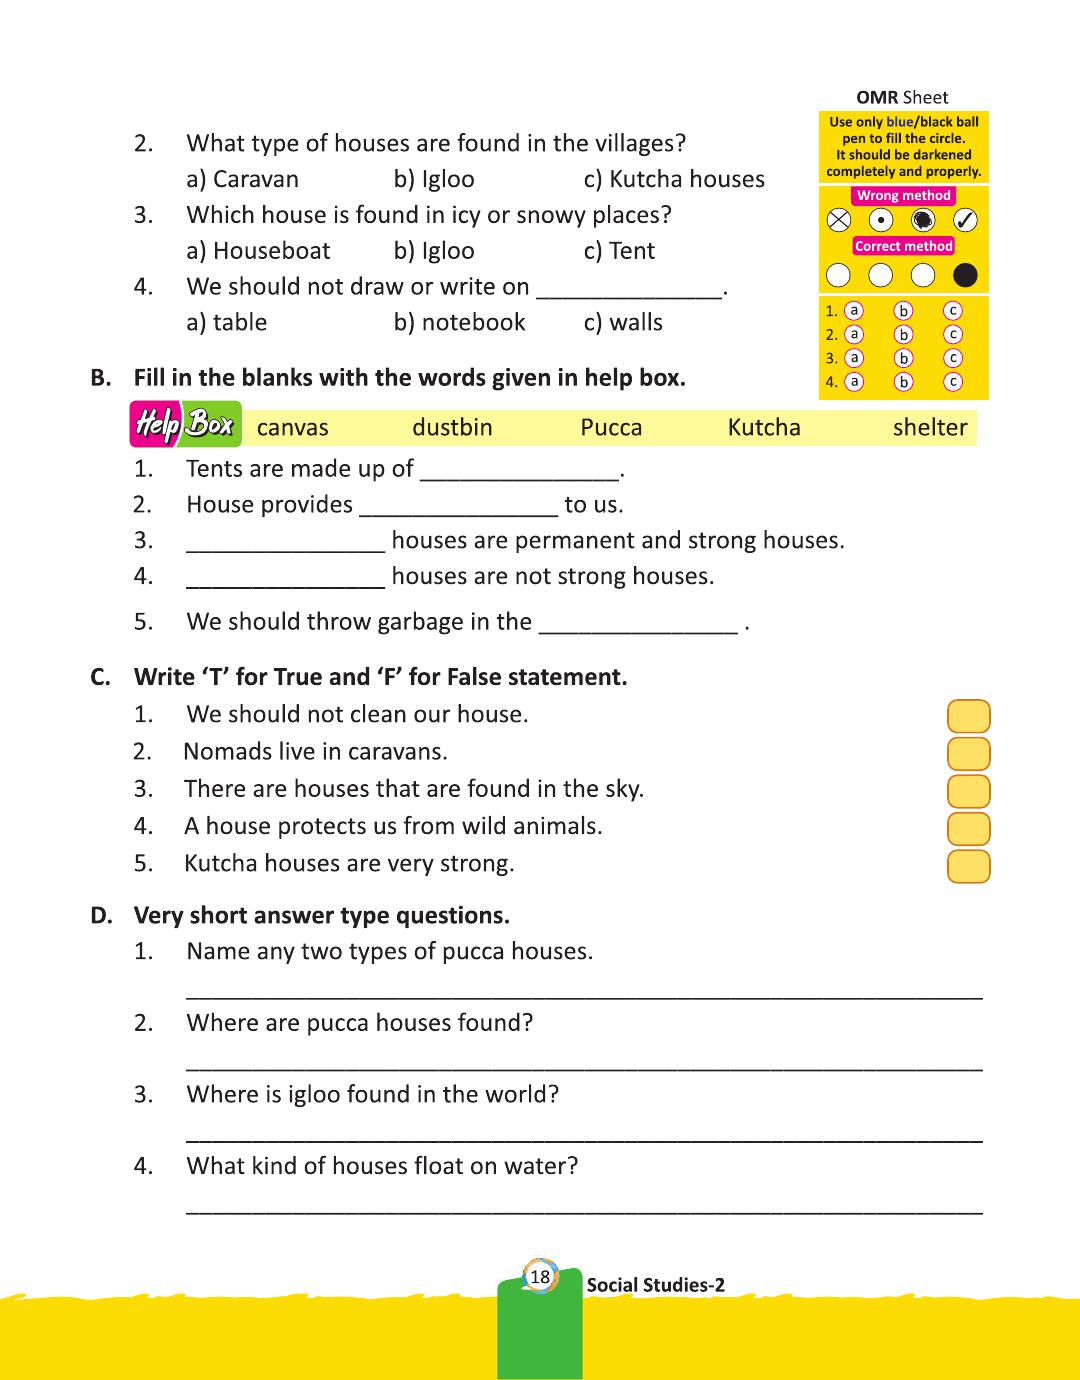 OMR Sheet
Use only blue/black ball
pen to fill the circle.
It should be darkened
completely and properly.
Wrong method
Correct method
1. a b c
2. a b c
3. a b c
4. a b c
2. What type of houses are found in the villages?
a) Caravan b) Igloo c) Kutcha houses
3. Which house is found in icy or snowy places?
a) Houseboat b) Igloo c) Tent
4. We should not draw or write on ______________.
a) table b) notebook c) walls
B. Fill in the blanks with the words given in help box.
Help Box canvas dustbin Pucca Kutcha shelter
1. Tents are made up of _______________.
2. House provides _______________ to us.
3. _______________ houses are permanent and strong houses.
4. _______________ houses are not strong houses.
5. We should throw garbage in the _______________ .
C. Write ‘T’ for True and ‘F’ for False statement.
1. We should not clean our house.
2. Nomads live in caravans.
3. There are houses that are found in the sky.
4. A house protects us from wild animals.
5. Kutcha houses are very strong.
D. Very short answer type questions.
1. Name any two types of pucca houses.
2. Where are pucca houses found?
3. Where is igloo found in the world?
4. What kind of houses float on water?
18 Social Studies-2